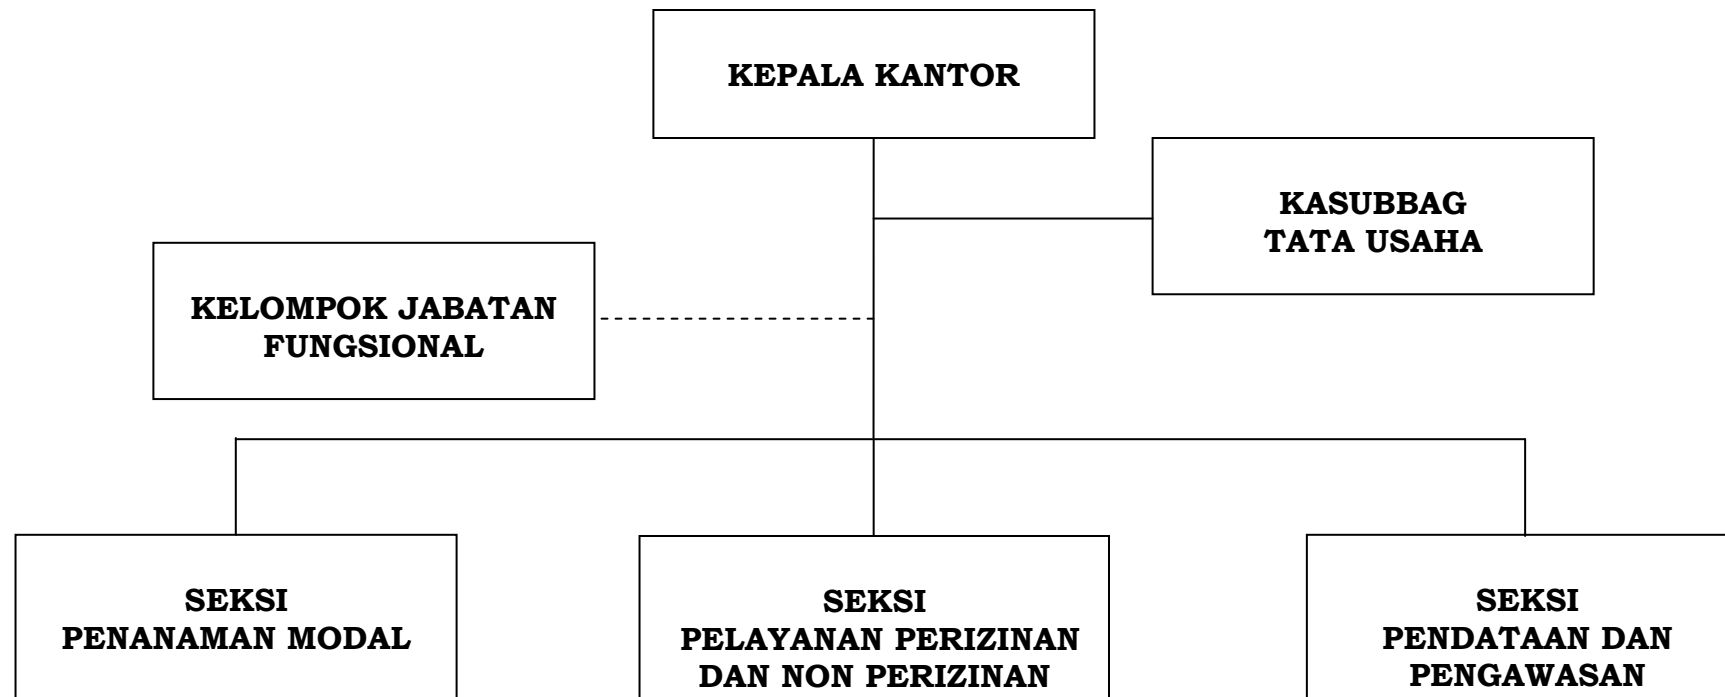 KEPALA KANTOR
KASUBBAG
TATA USAHA
KELOMPOK JABATAN
FUNGSIONAL
SEKSI
PENANAMAN MODAL
SEKSI
PELAYANAN PERIZINAN
DAN NON PERIZINAN
SEKSI
PENDATAAN DAN
PENGAWASAN